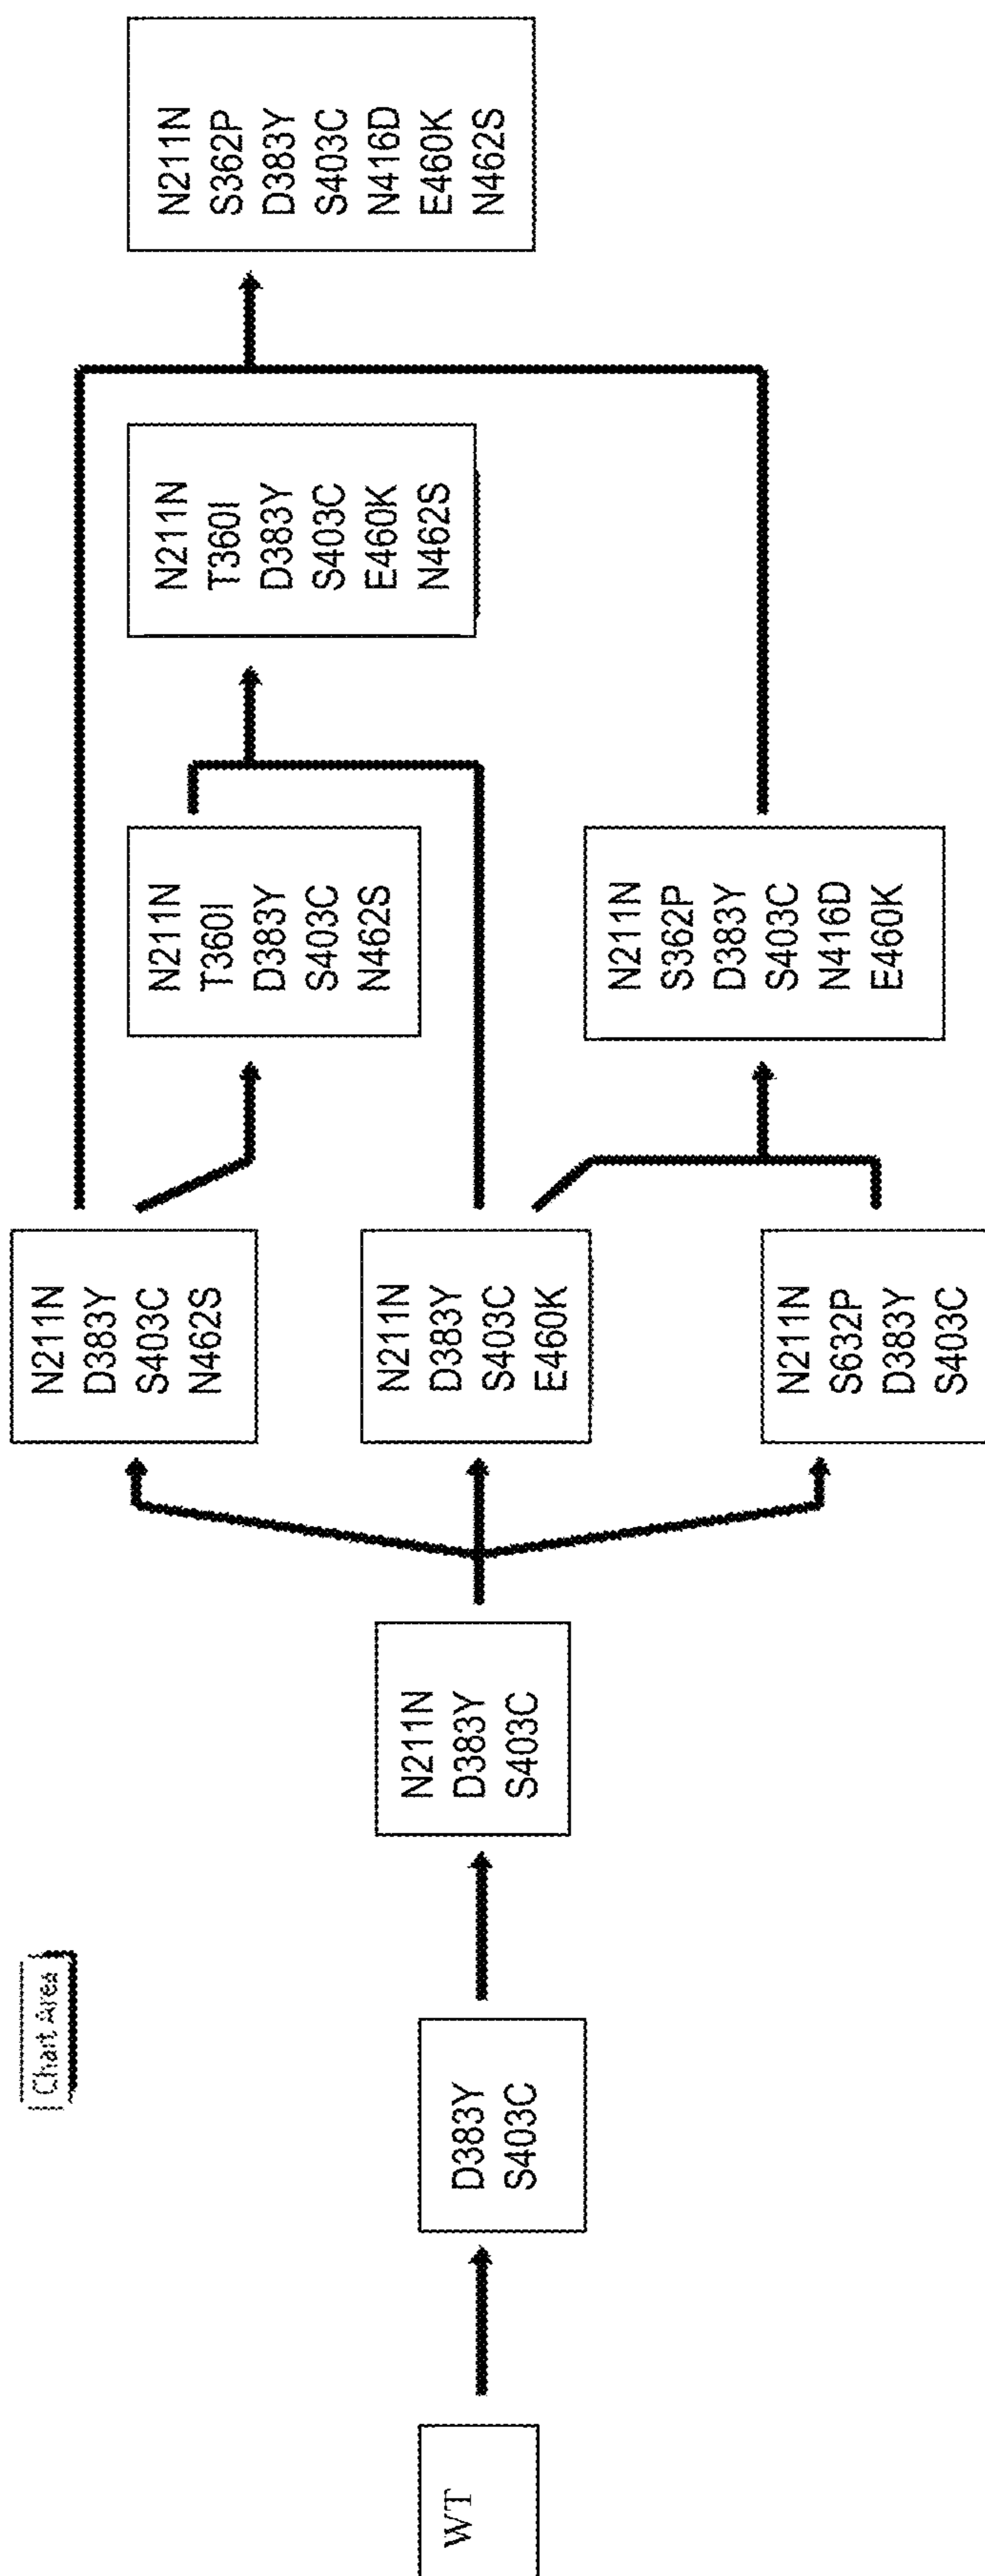 Chart Area
WT
D383Y
S403C
N211N
D383Y
S403C
N211N
D383Y
S403C
N462S
N211N
D383Y
S403C
E460K
N211N
S632P
D383Y
S403C
N211N
T360I
D383Y
S403C
N462S
N211N
S362P
D383Y
S403C
N416D
E460K
N211N
T360I
D383Y
S403C
E460K
N462S
N211N
S362P
D383Y
S403C
N416D
E460K
N462S